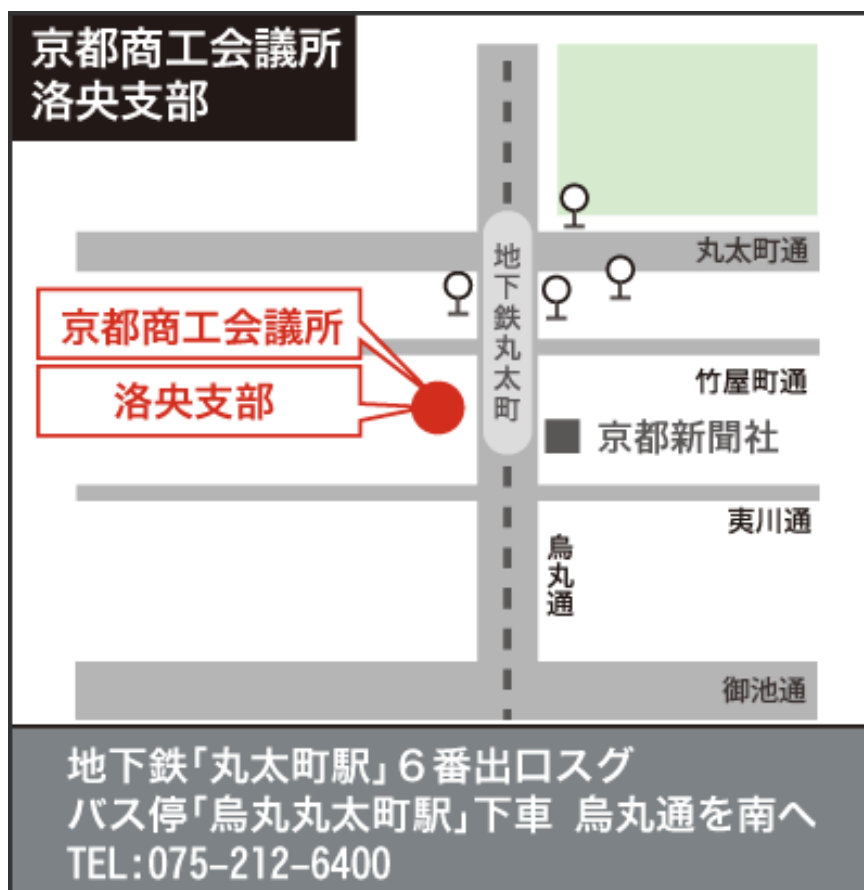 京都商工会議所
洛央支部
丸太町通
地下鉄丸太町
京都商工会議所
洛央支部
竹屋町通
京都新聞社
夷川通
烏丸通
御池通
地下鉄「丸太町駅」6番出口スグ
バス停「烏丸丸太町駅」下車 烏丸通を南へ
TEL:075-212-6400